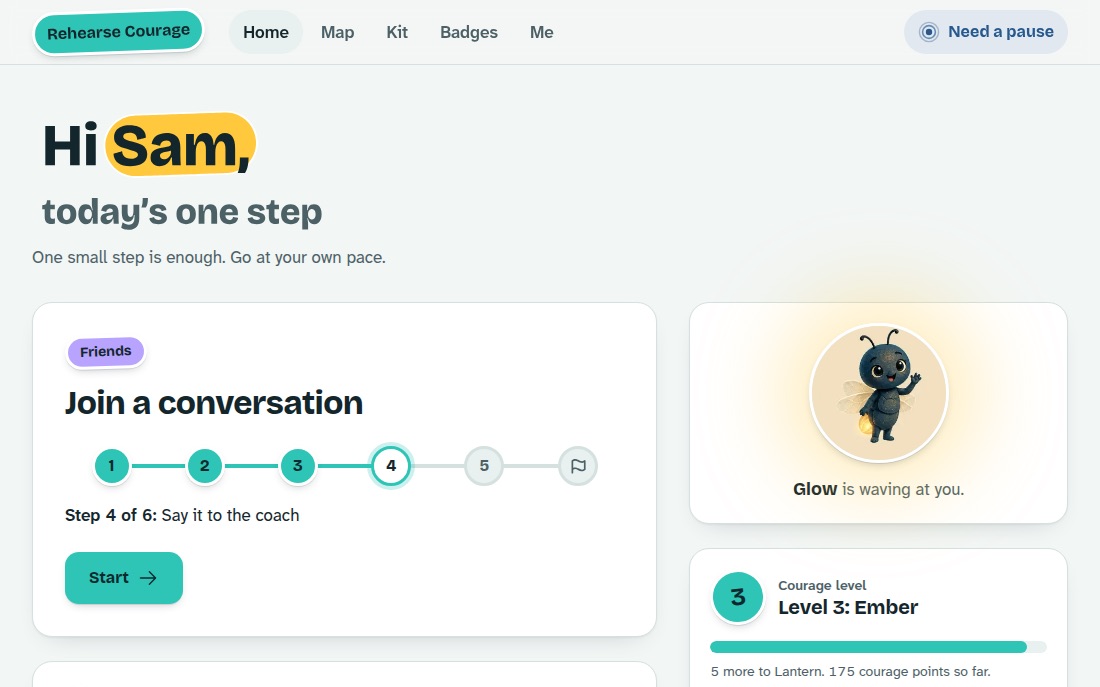 Rehearse Courage
Home
Map
Kit
Badges
Me
Need a pause
Hi Sam,
today’s one step
One small step is enough. Go at your own pace.
Friends
Join a conversation
1
2
3
4
5
Step 4 of 6: Say it to the coach
Start
Glow is waving at you.
3
Courage level
Level 3: Ember
5 more to Lantern. 175 courage points so far.